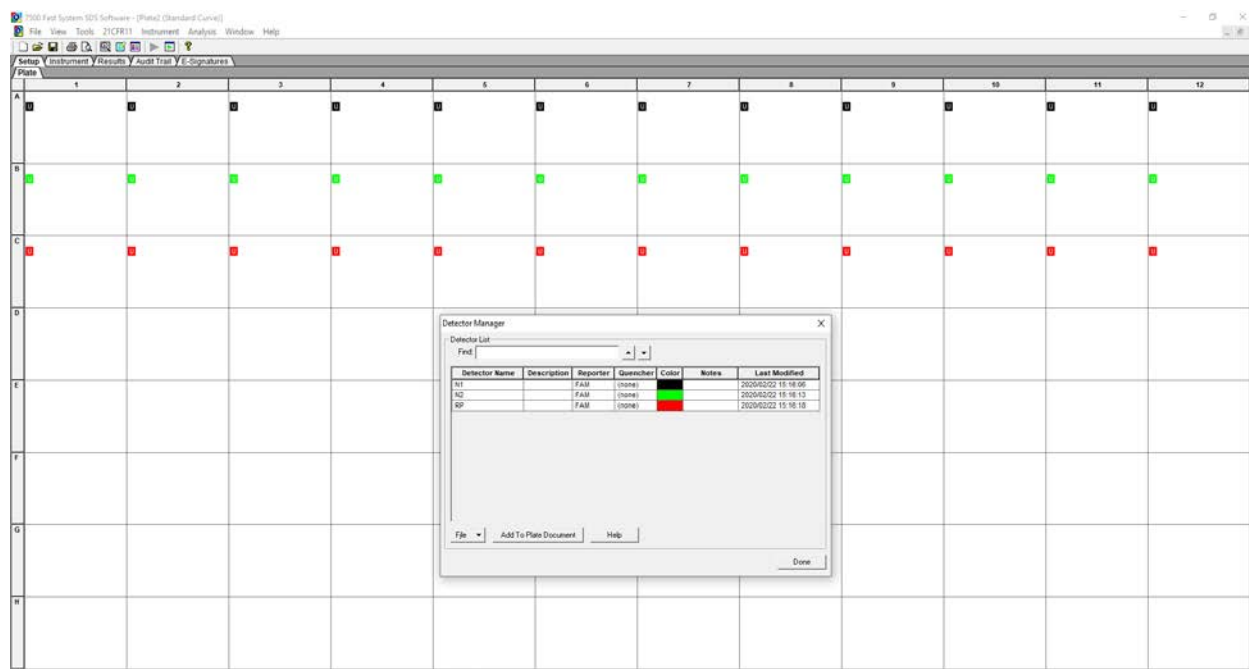 7500 Fast System SDS Software - [Plate2 (Standard Curve)]
File View Tools 21CFR11 Instrument Analysis Window Help
Setup Instrument Results Audit Trail E-Signatures
Plate
1 2 3 4 5 6 7 8 9 10 11 12
A
U U U U U U U U U U U U
B
U U U U U U U U U U U U
C
U U U U U U U U U U U U
D
E
F
G
H
Detector Manager
Detector List
Find:
Detector Name Description Reporter Quencher Color Notes Last Modified
N1 FAM (none) 2020/02/22 15:16:06
N2 FAM (none) 2020/02/22 15:16:13
RP FAM (none) 2020/02/22 15:16:18
File Add To Plate Document Help
Done